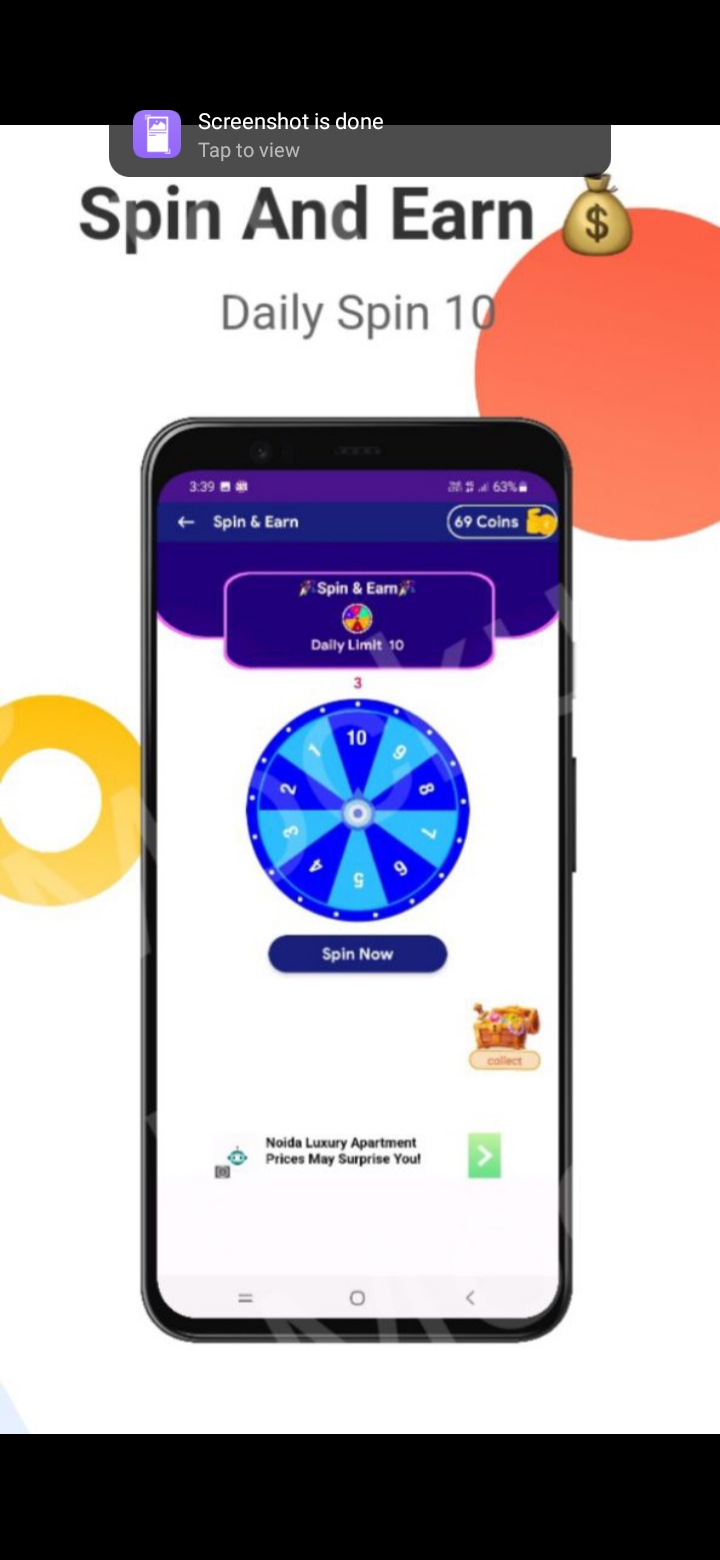 Screenshot is done
Tap to view
Spin And Earn
Daily Spin 10
3:39
63%
Spin & Earn
69 Coins
🎉Spin & Earn🎉
Daily Limit 10
3
10
9
8
7
6
5
4
3
2
1
Spin Now
collect
Noida Luxury Apartment
Prices May Surprise You!